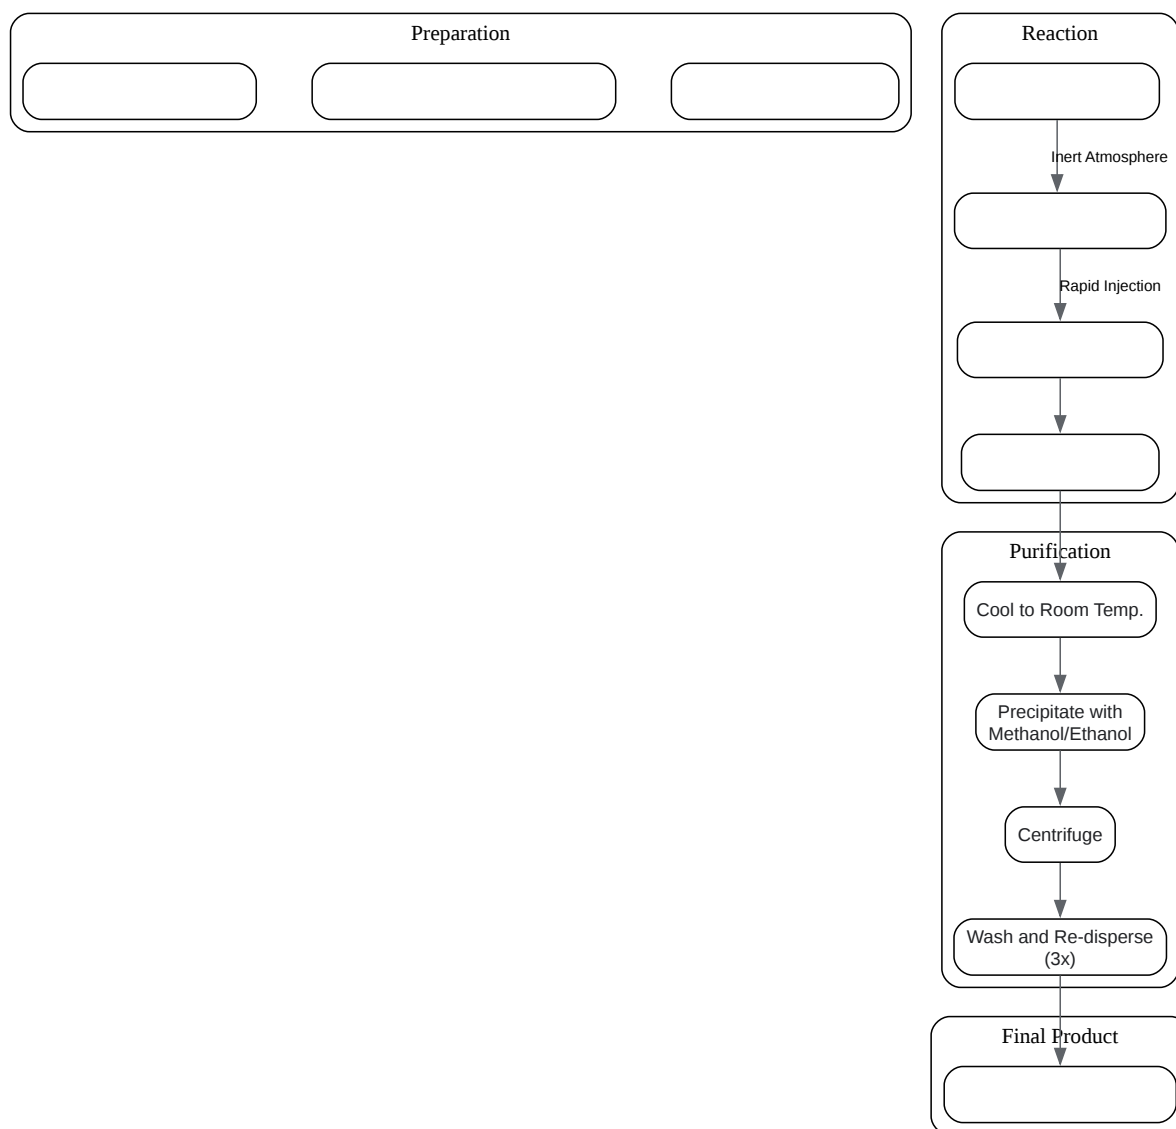 Preparation
Reaction
Inert Atmosphere
Rapid Injection
Purification
Cool to Room Temp.
Precipitate with
Methanol/Ethanol
Centrifuge
Wash and Re-disperse
(3x)
Final Product